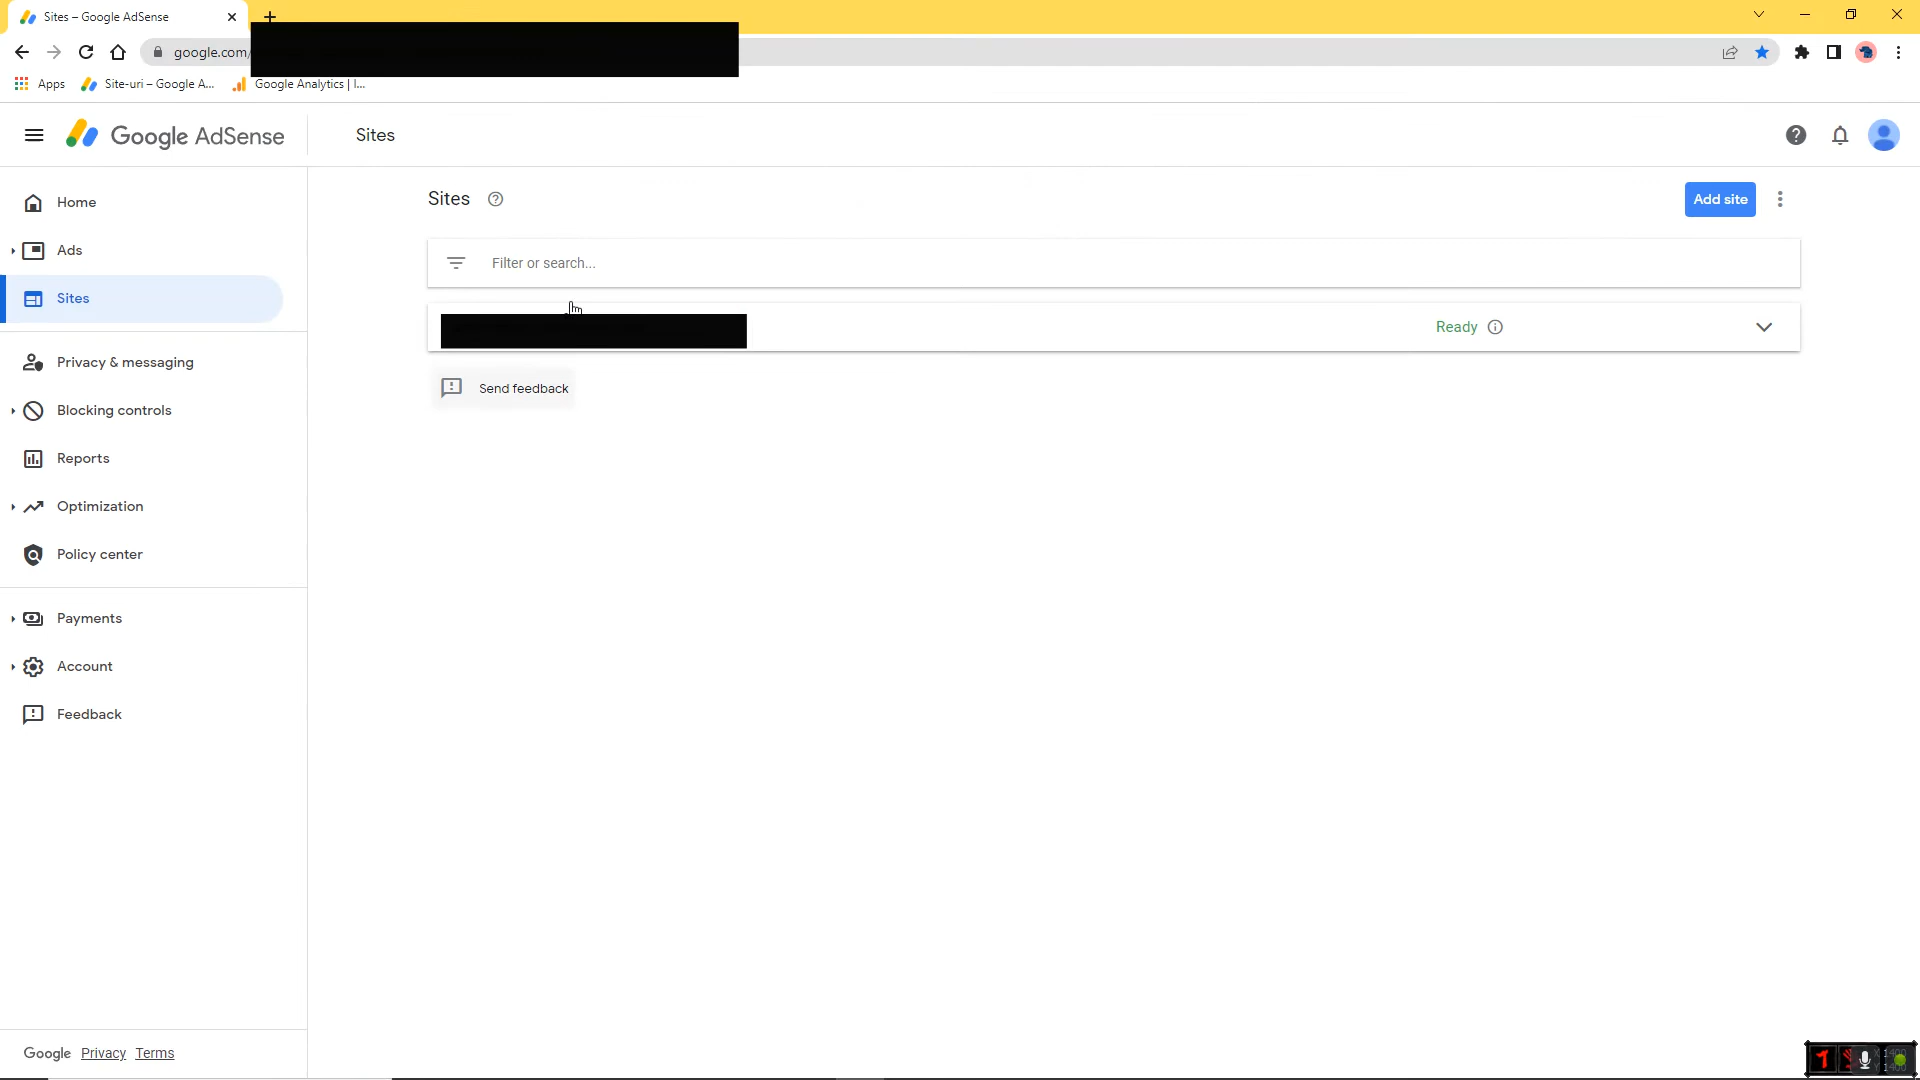 Sites – Google AdSense
google.com/
Apps
Site-uri – Google A...
Google Analytics | I...
Google AdSense
Sites
Home
Ads
Sites
Privacy & messaging
Blocking controls
Reports
Optimization
Policy center
Payments
Account
Feedback
Google Privacy Terms
Sites
Add site
Filter or search...
Ready
Send feedback